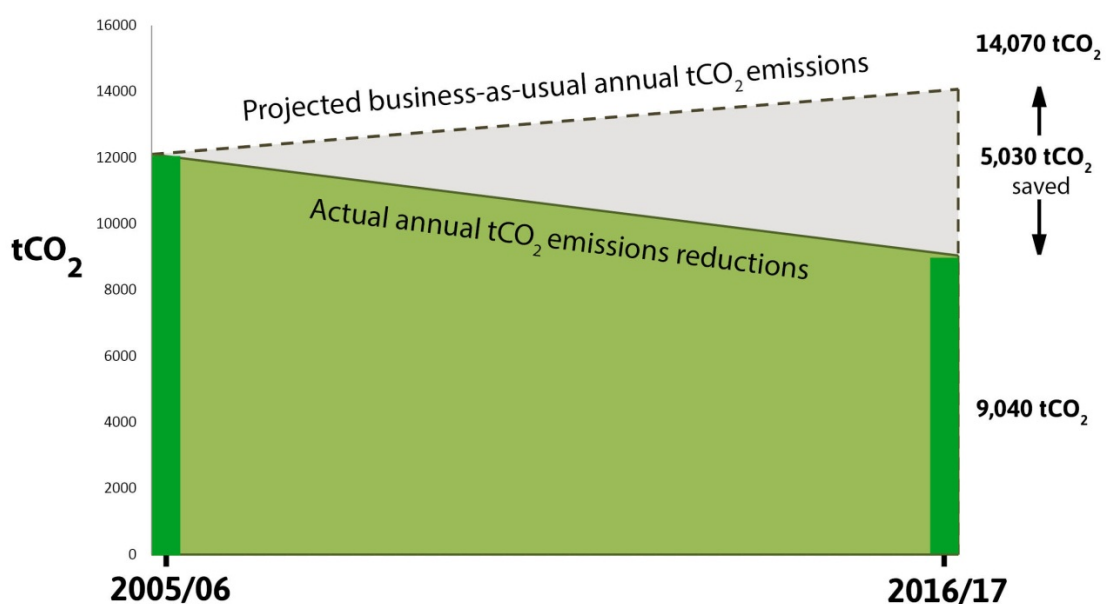 16000
14000
12000
10000
8000
6000
4000
2000
0
tCO₂
Projected business-as-usual annual tCO₂ emissions
Actual annual tCO₂ emissions reductions
14,070 tCO₂
5,030 tCO₂
saved
9,040 tCO₂
2005/06
2016/17